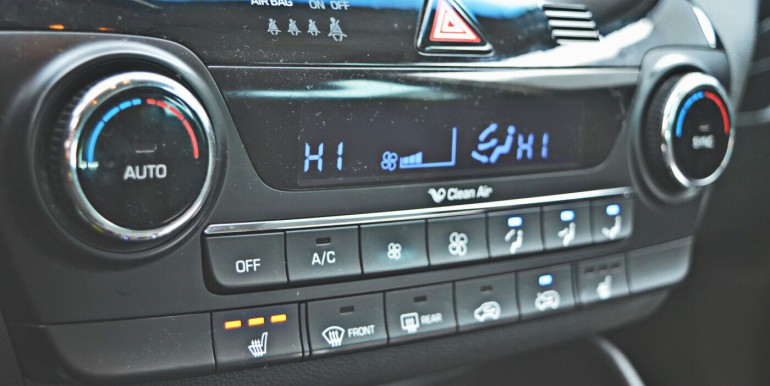 AIR BAG ON OFF
HI HI
AUTO
SYNC
Clean Air
OFF A/C
FRONT REAR